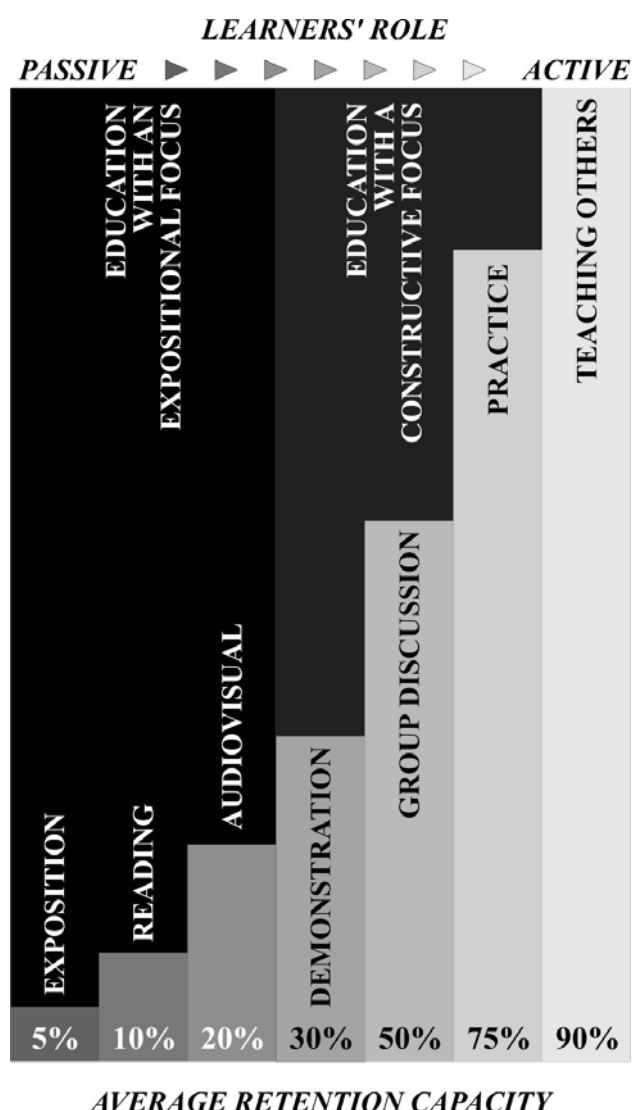 LEARNERS' ROLE
PASSIVE ACTIVE
EDUCATION
WITH AN
EXPOSITIONAL FOCUS
EDUCATION
WITH A
CONSTRUCTIVE FOCUS
EXPOSITION
READING
AUDIOVISUAL
DEMONSTRATION
GROUP DISCUSSION
PRACTICE
TEACHING OTHERS
5% 10% 20% 30% 50% 75% 90%
AVERAGE RETENTION CAPACITY